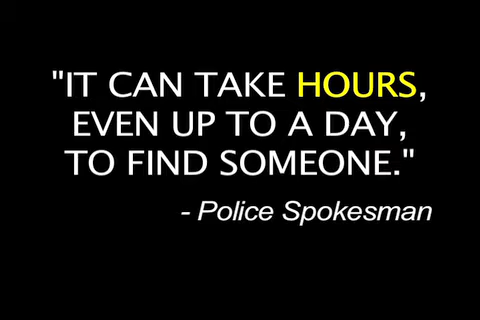 "IT CAN TAKE HOURS,
EVEN UP TO A DAY,
TO FIND SOMEONE."
- Police Spokesman